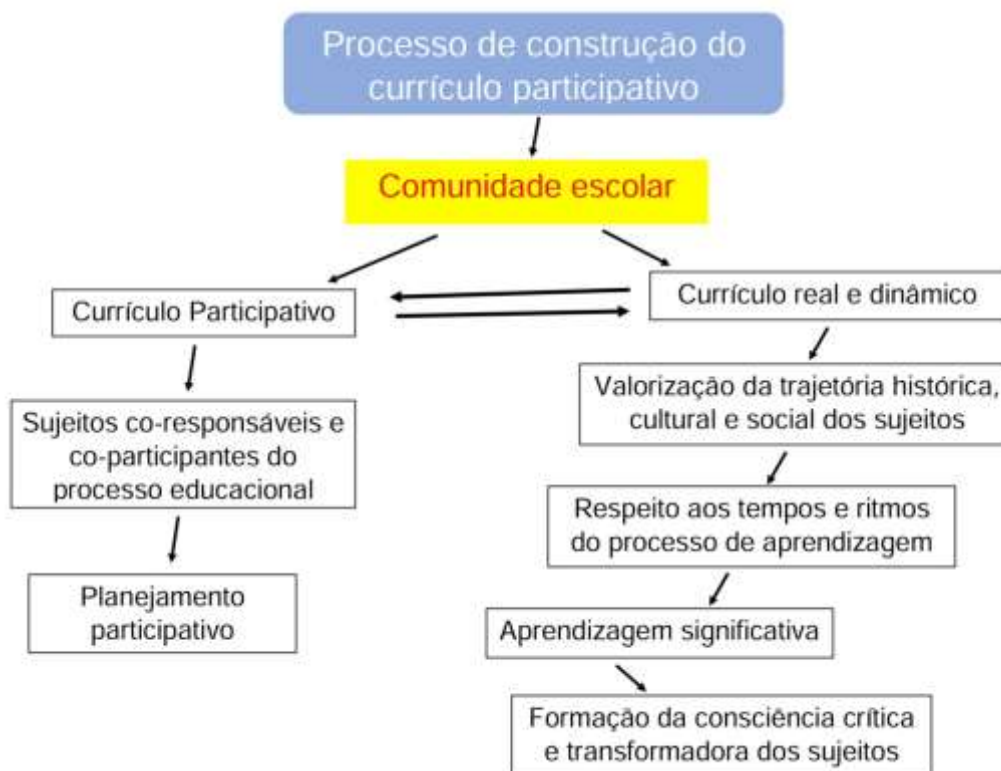 Processo de construção do
currículo participativo
Comunidade escolar
Currículo Participativo
Currículo real e dinâmico
Sujeitos co-responsáveis e
co-participantes do
processo educacional
Valorização da trajetória histórica,
cultural e social dos sujeitos
Planejamento
participativo
Respeito aos tempos e ritmos
do processo de aprendizagem
Aprendizagem significativa
Formação da consciência crítica
e transformadora dos sujeitos